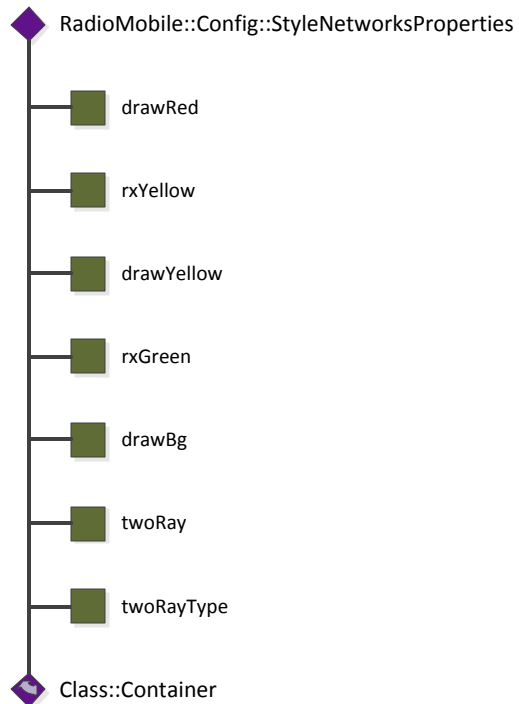 RadioMobile::Config::StyleNetworksProperties
drawRed
rxYellow
drawYellow
rxGreen
drawBg
twoRay
twoRayType
Class::Container